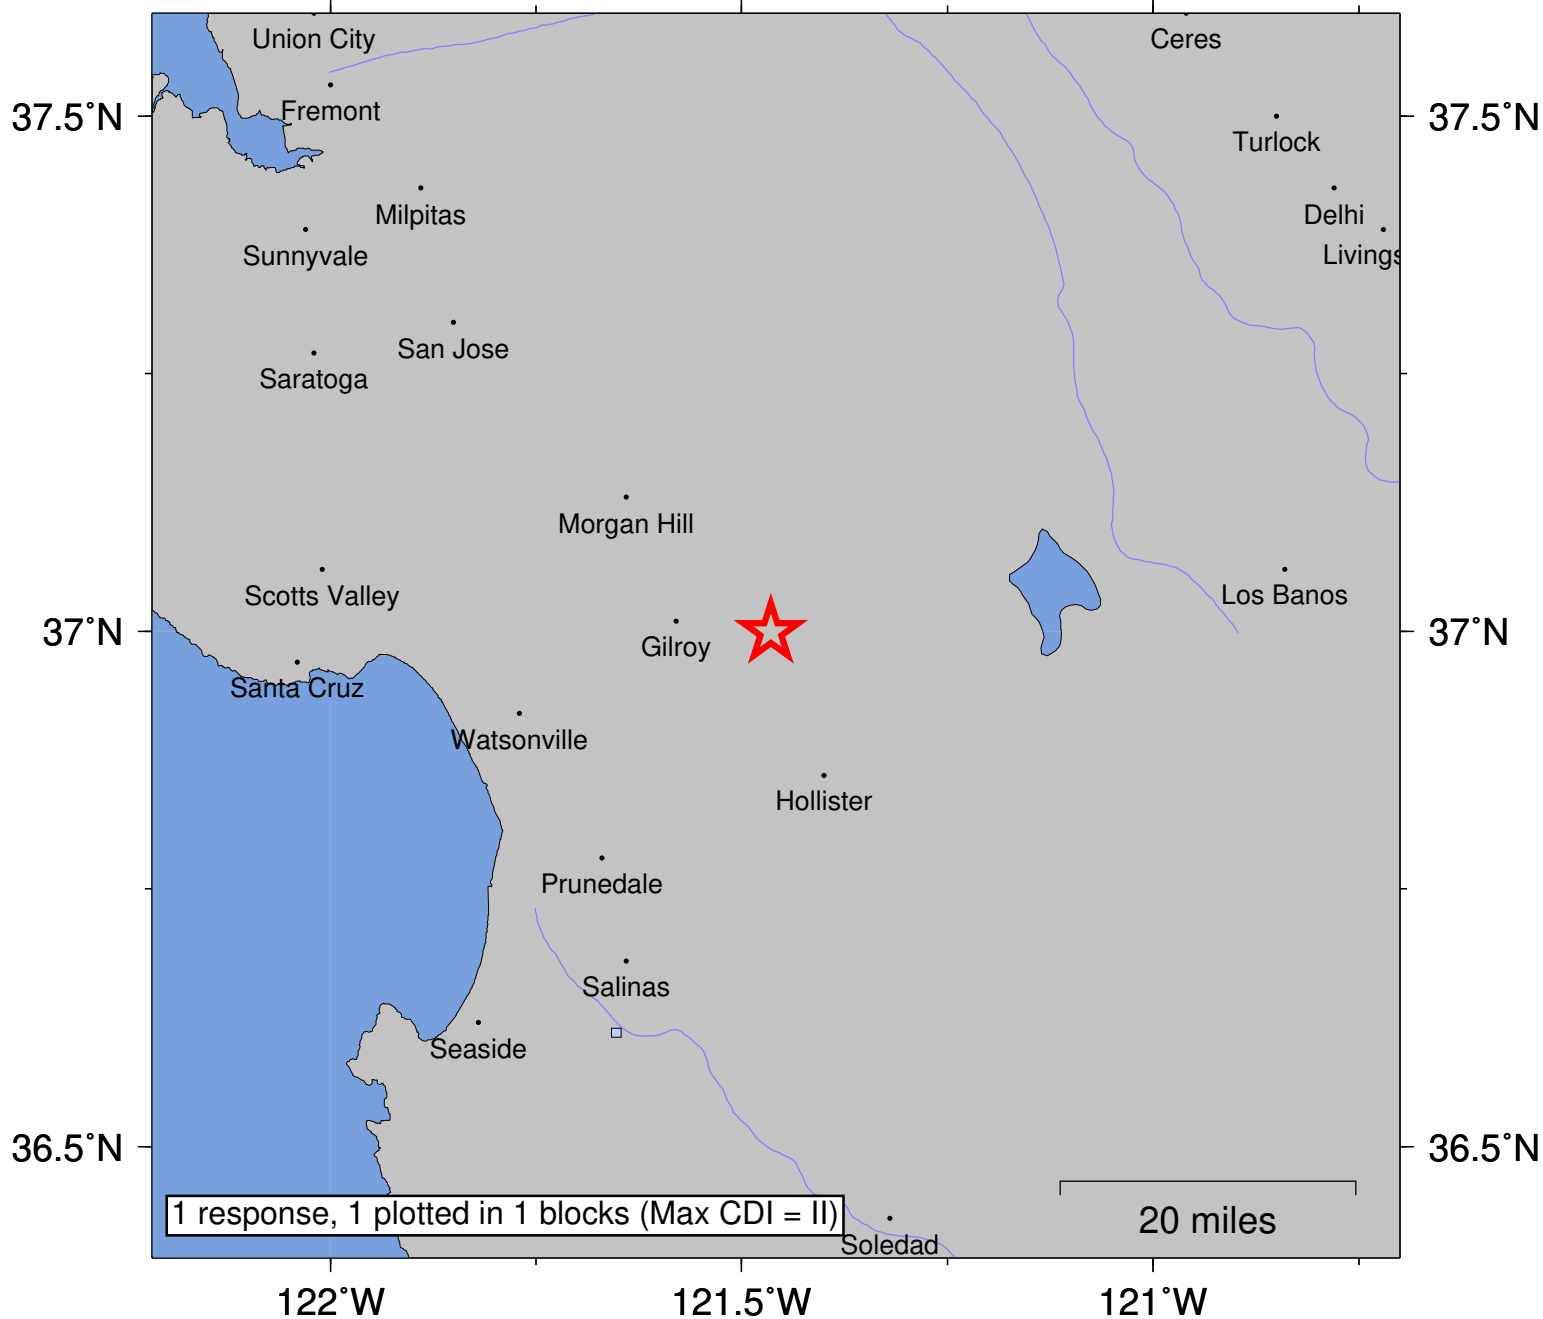 Union City
Ceres
Fremont
37.5°N
37.5°N
Turlock
Milpitas
Delhi
Sunnyvale
Livings
San Jose
Saratoga
Morgan Hill
Scotts Valley
Los Banos
37°N
Gilroy
37°N
Santa Cruz
Watsonville
Hollister
Prunedale
Salinas
Seaside
36.5°N
36.5°N
1 response, 1 plotted in 1 blocks (Max CDI = II)
20 miles
Soledad
122°W
121.5°W
121°W